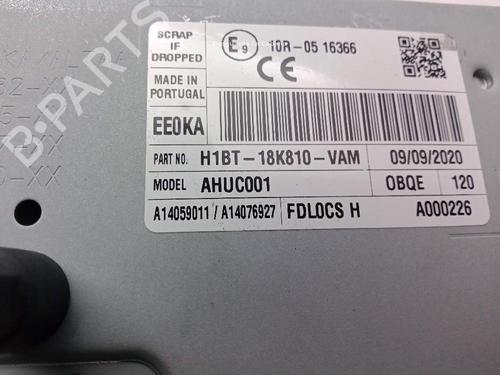 SCRAP IF DROPPED
E9 10R-05 16366
CE
MADE IN PORTUGAL
EE0KA
PART NO. H1BT-18K810-VAM 09/09/2020
MODEL AHUC001 OBQE 120
A14059011 / A14076927 FDLOCS H A000226
B-PARTS